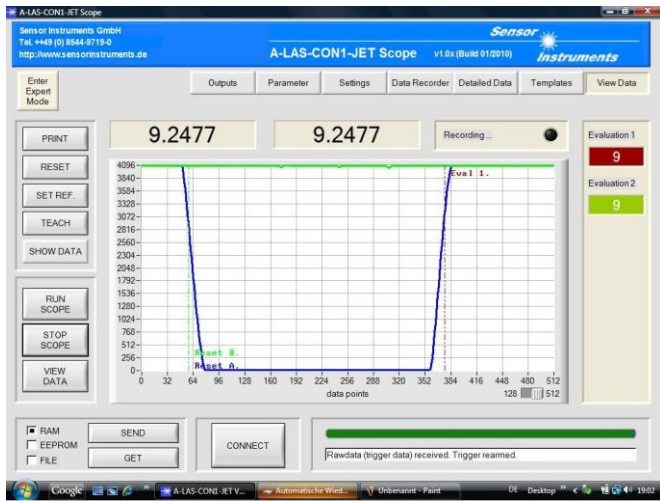 A-LAS-CON1-JET Scope
Sensor Instruments GmbH
Tel. ++49 (0) 8544-9719-0
http://www.sensorinstruments.de
A-LAS-CON1-JET Scope v1.0x (Build 01/2010)
Sensor Instruments
Enter Expert Mode
Outputs Parameter Settings Data Recorder Detailed Data Templates View Data
PRINT
RESET
SET REF.
TEACH
SHOW DATA
RUN SCOPE
STOP SCOPE
VIEW DATA
9.2477 9.2477 Recording...
Evaluation 1
9
Evaluation 2
9
4096
3840
3584
3328
3072
2816
2560
2304
2048
1792
1536
1280
1024
768
512
256
0
Eval 1.
Reset B.
Reset A.
0 32 64 96 128 160 192 224 256 288 320 352 384 416 448 480 512
data points
128 512
RAM
EEPROM
FILE
SEND
GET
CONNECT
Rawdata (trigger data) received. Trigger rearmed.
Google A-LAS-CON1-JET V... Automatische Wied... Unbenannt - Paint DE Desktop 19:02